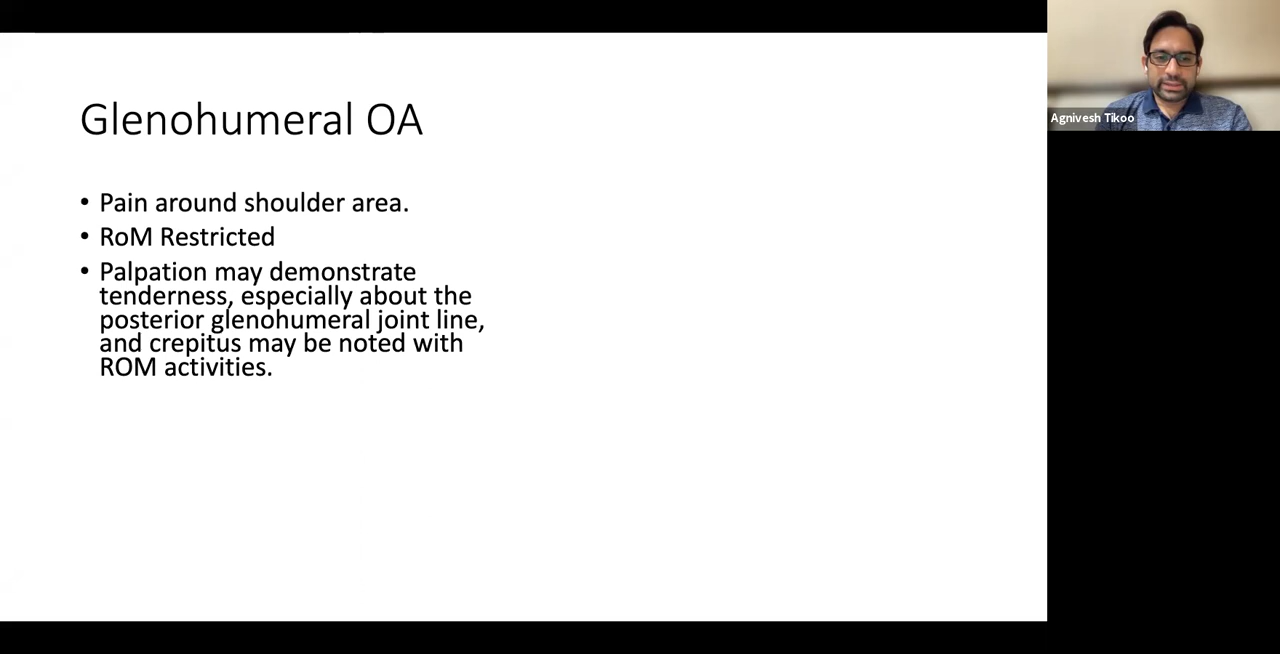 Glenohumeral OA
• Pain around shoulder area.
• RoM Restricted
• Palpation may demonstrate
tenderness, especially about the
posterior glenohumeral joint line,
and crepitus may be noted with
ROM activities.
Agnivesh Tikoo